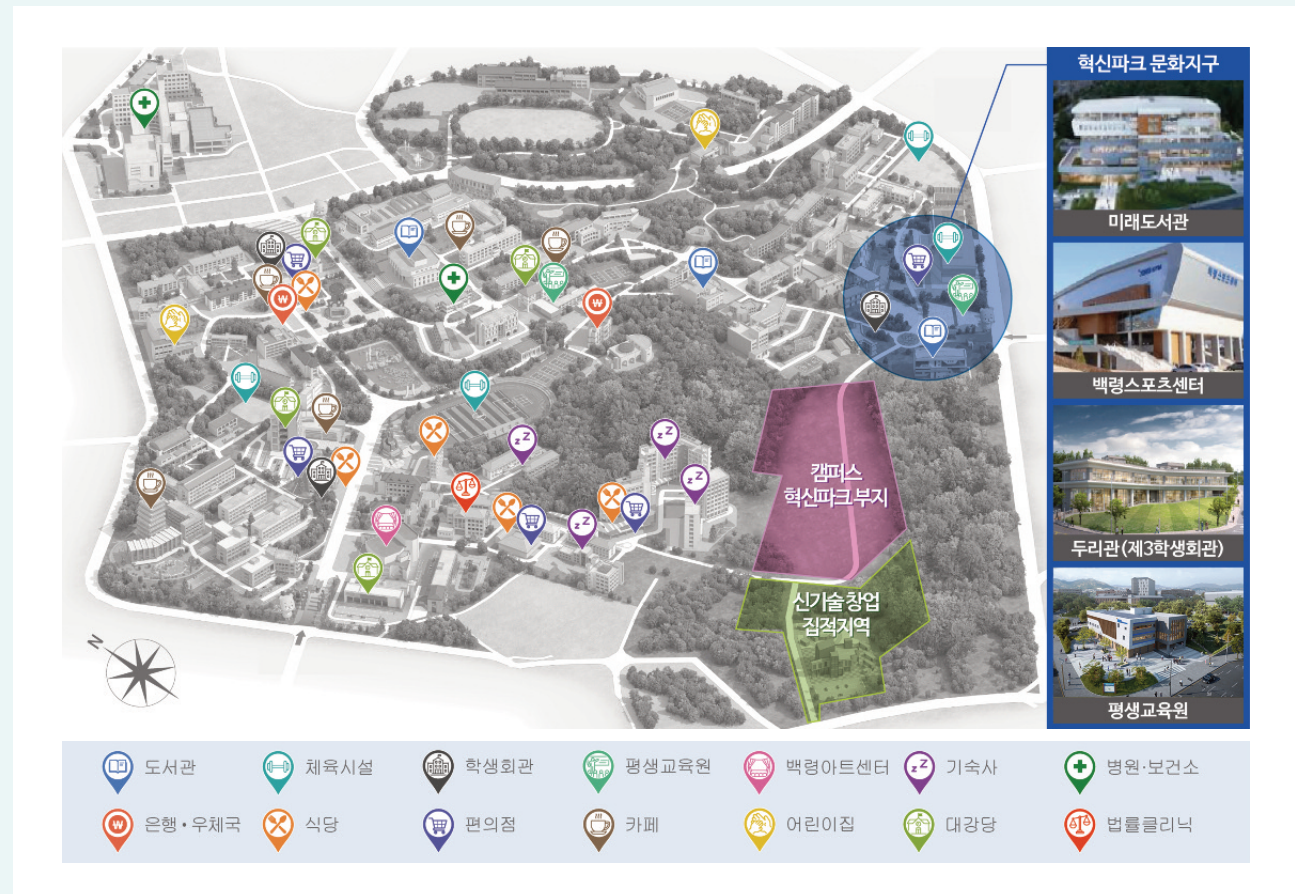 혁신파크 문화지구
미래도서관
백령스포츠센터
두리관(제3학생회관)
평생교육원
캠퍼스
혁신파크 부지
신기술창업
집적지역
N
도서관
체육시설
학생회관
평생교육원
백령아트센터
기숙사
병원·보건소
은행·우체국
식당
편의점
카페
어린이집
대강당
법률클리닉